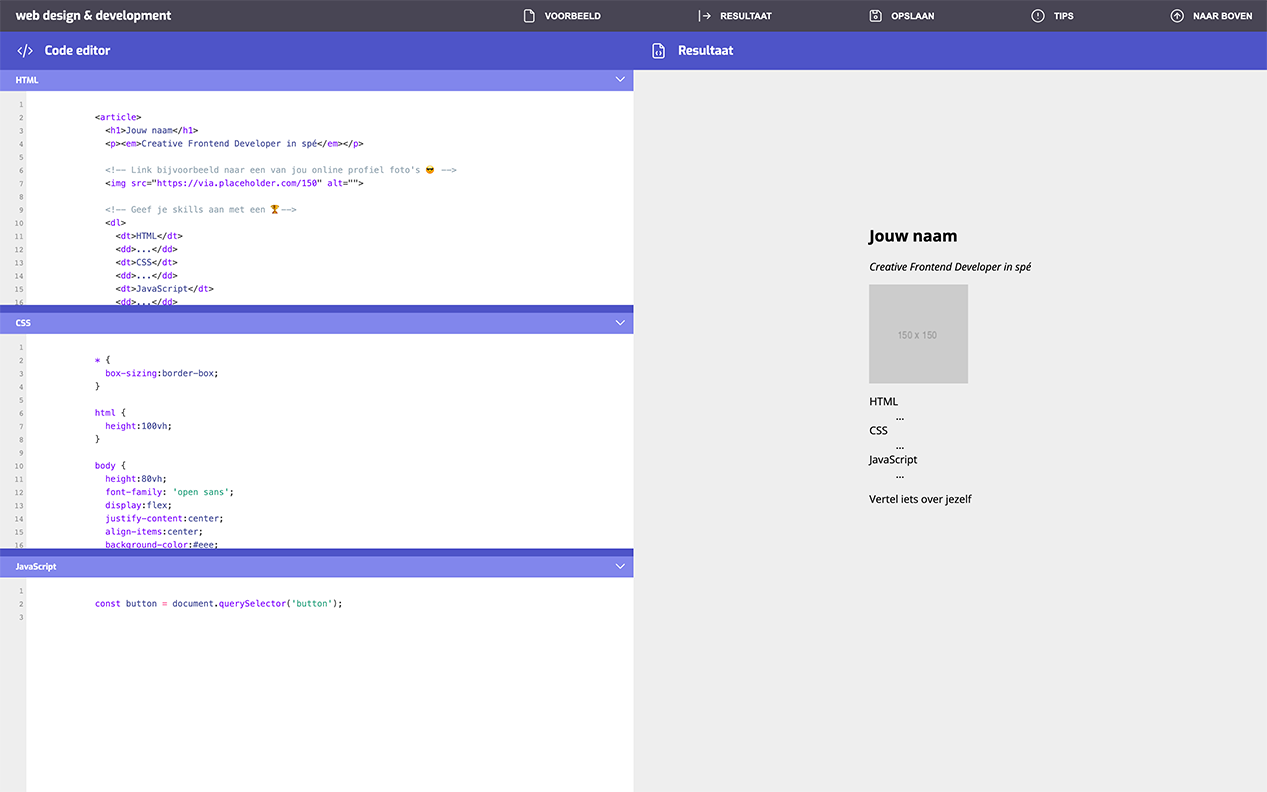 web design & development
VOORBEELD
RESULTAAT
OPSLAAN
TIPS
NAAR BOVEN
Code editor
HTML
1
2 <article>
3 <h1>Jouw naam</h1>
4 <p><em>Creative Frontend Developer in spé</em></p>
5
6 <!-- Link bijvoorbeeld naar een van jou online profiel foto's 😎 -->
7 <img src="https://via.placeholder.com/150" alt="">
8
9 <!-- Geef je skills aan met een 🏆-->
10 <dl>
11 <dt>HTML</dt>
12 <dd>...</dd>
13 <dt>CSS</dt>
14 <dd>...</dd>
15 <dt>JavaScript</dt>
16 <dd>...</dd>
CSS
1
2 * {
3 box-sizing:border-box;
4 }
5
6 html {
7 height:100vh;
8 }
9
10 body {
11 height:80vh;
12 font-family: 'open sans';
13 display:flex;
14 justify-content:center;
15 align-items:center;
16 background-color:#eee;
JavaScript
1
2 const button = document.querySelector('button');
3
Resultaat
Jouw naam
Creative Frontend Developer in spé
150 x 150
HTML
...
CSS
...
JavaScript
...
Vertel iets over jezelf